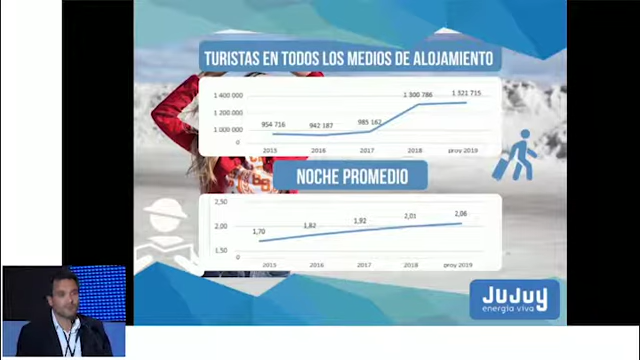 TURISTAS EN TODOS LOS MEDIOS DE ALOJAMIENTO
1 400 000
1 200 000
1 000 000
0
954 716
942 187
985 162
1 300 786
1 321 715
2015
2016
2017
2018
proy 2019
NOCHE PROMEDIO
2,50
2,00
1,50
0
1,70
1,82
1,92
2,01
2,06
2015
2016
2017
2018
proy 2019
JuJuy
energía viva